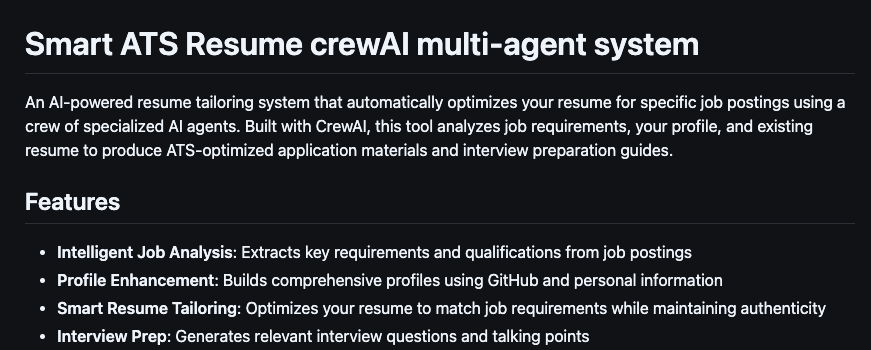 Smart ATS Resume crewAI multi-agent system
An AI-powered resume tailoring system that automatically optimizes your resume for specific job postings using a
crew of specialized AI agents. Built with CrewAI, this tool analyzes job requirements, your profile, and existing
resume to produce ATS-optimized application materials and interview preparation guides.
Features
• Intelligent Job Analysis: Extracts key requirements and qualifications from job postings
• Profile Enhancement: Builds comprehensive profiles using GitHub and personal information
• Smart Resume Tailoring: Optimizes your resume to match job requirements while maintaining authenticity
• Interview Prep: Generates relevant interview questions and talking points